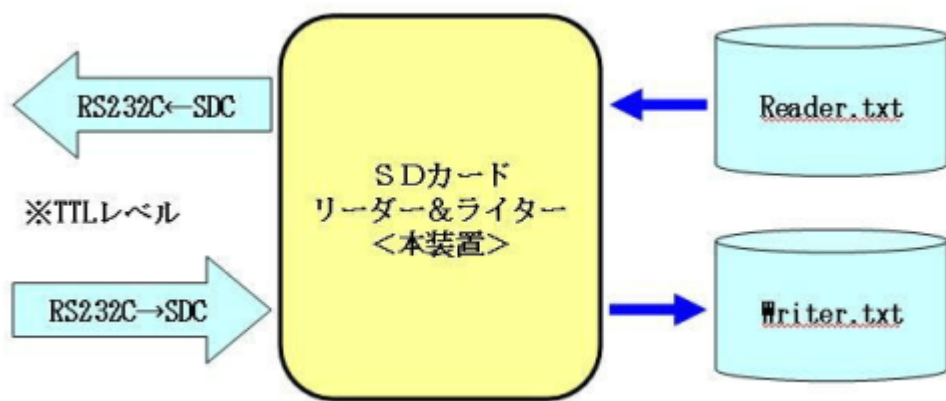 RS232C←SDC
Reader.txt
SDカード
リーダー&ライター
<本装置>
※TTLレベル
RS232C→SDC
Writer.txt